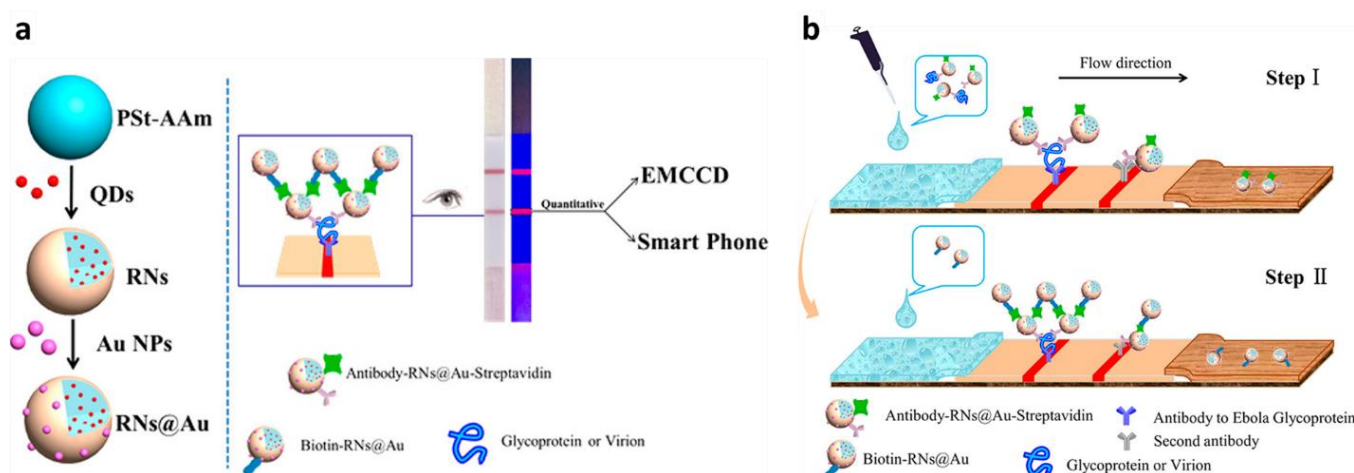 a
PSt-AAm
QDs
RNs
Au NPs
RNs@Au
Quantitative
EMCCD
Smart Phone
Antibody-RNs@Au-Streptavidin
Biotin-RNs@Au
Glycoprotein or Virion
b
Flow direction
Step Ⅰ
Step Ⅱ
Antibody-RNs@Au-Streptavidin
Antibody to Ebola Glycoprotein
Second antibody
Biotin-RNs@Au
Glycoprotein or Virion